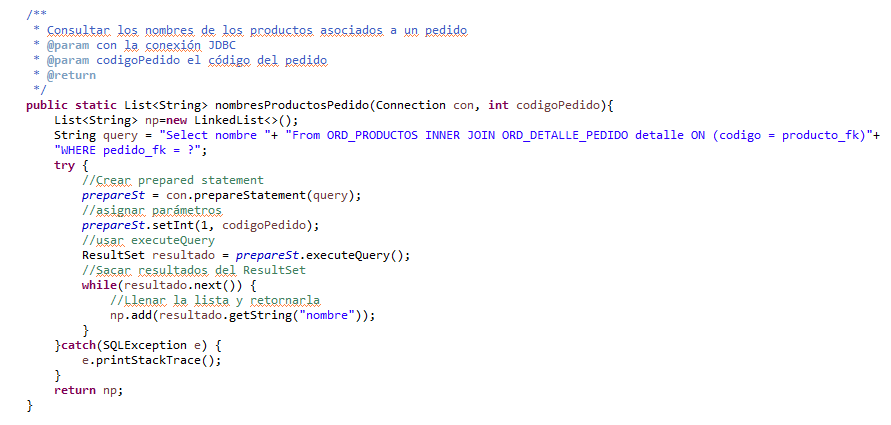 /**
 * Consultar los nombres de los productos asociados a un pedido
 * @param con la conexión JDBC
 * @param codigoPedido el código del pedido
 * @return
 */
public static List<String> nombresProductosPedido(Connection con, int codigoPedido){
    List<String> np=new LinkedList<>();
    String query = "Select nombre "+ "From ORD_PRODUCTOS INNER JOIN ORD_DETALLE_PEDIDO detalle ON (codigo = producto_fk)"+
    "WHERE pedido_fk = ?";
    try {
        //Crear prepared statement
        prepareSt = con.prepareStatement(query);
        //asignar parámetros
        prepareSt.setInt(1, codigoPedido);
        //usar executeQuery
        ResultSet resultado = prepareSt.executeQuery();
        //Sacar resultados del ResultSet
        while(resultado.next()) {
            //Llenar la lista y retornarla
            np.add(resultado.getString("nombre"));
        }
    }catch(SQLException e) {
        e.printStackTrace();
    }
    return np;
}